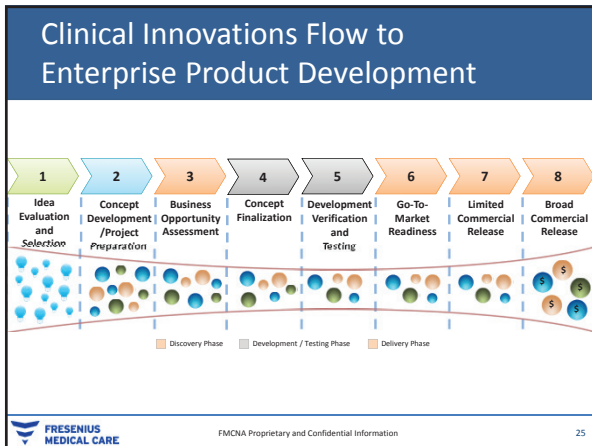 Clinical Innovations Flow to
Enterprise Product Development
1
2
3
4
5
6
7
8
Idea
Evaluation
and
Selection
Concept
Development
/Project
Preparation
Business
Opportunity
Assessment
Concept
Finalization
Development
Verification
and
Testing
Go-To-
Market
Readiness
Limited
Commercial
Release
Broad
Commercial
Release
$
$
$
$
$
Discovery Phase
Development / Testing Phase
Delivery Phase
FRESENIUS
MEDICAL CARE
FMCNA Proprietary and Confidential Information
25